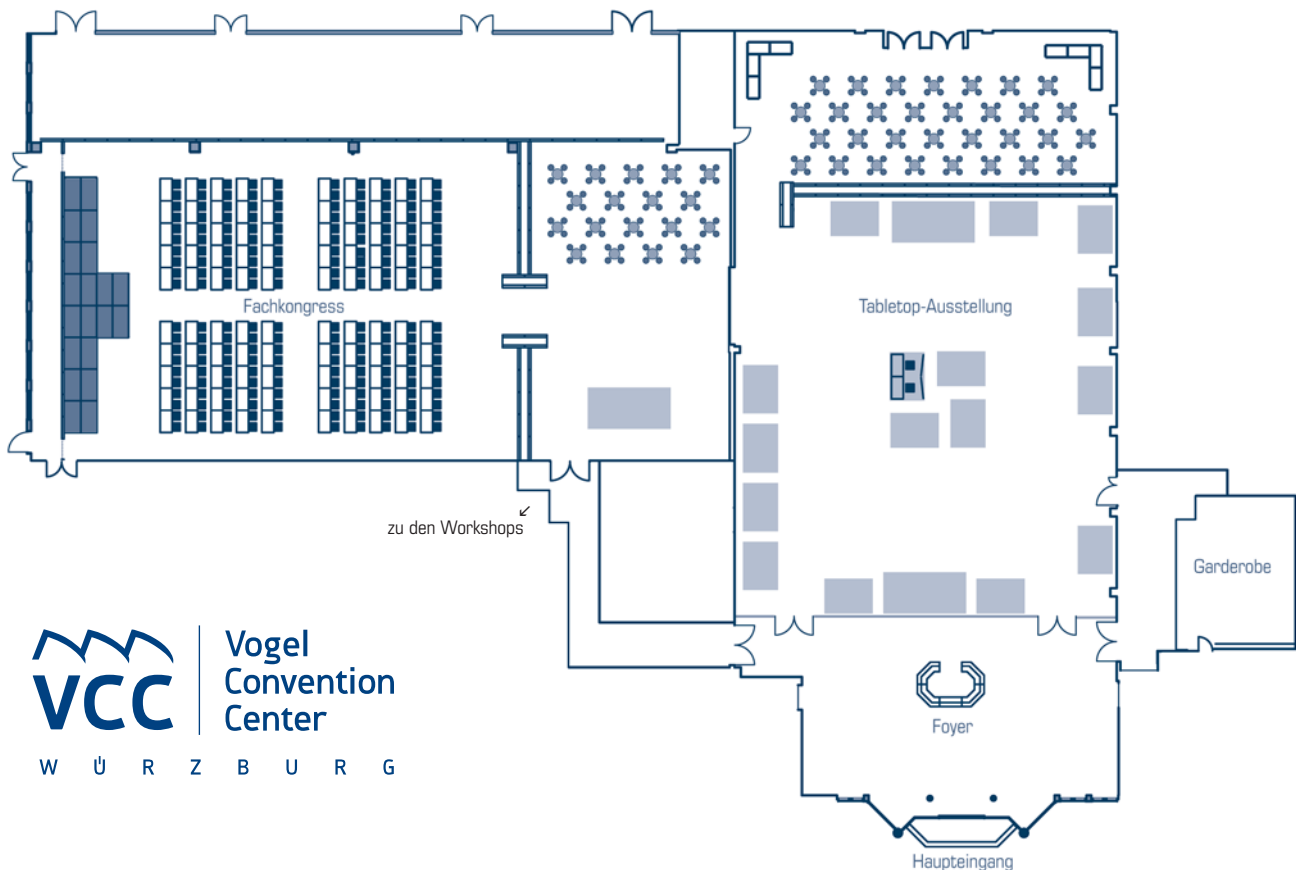 Fachkongress
Tabletop-Ausstellung
zu den Workshops
Garderobe
VCC
Vogel
Convention
Center
WÜRZBURG
Foyer
Haupteingang